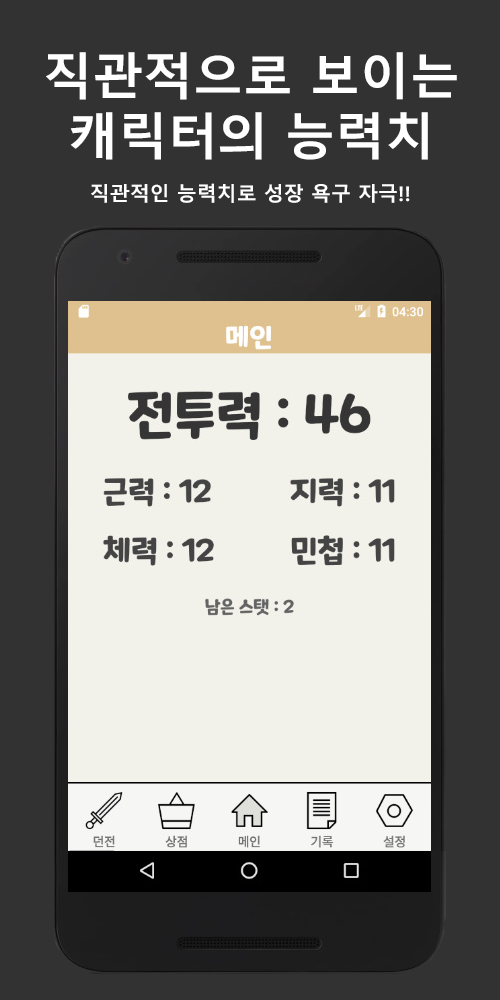 직관적으로 보이는
캐릭터의 능력치
직관적인 능력치로 성장 욕구 자극!!
LTE 04:30
메인
전투력 : 46
근력 : 12 지력 : 11
체력 : 12 민첩 : 11
남은 스탯 : 2
던전 상점 메인 기록 설정